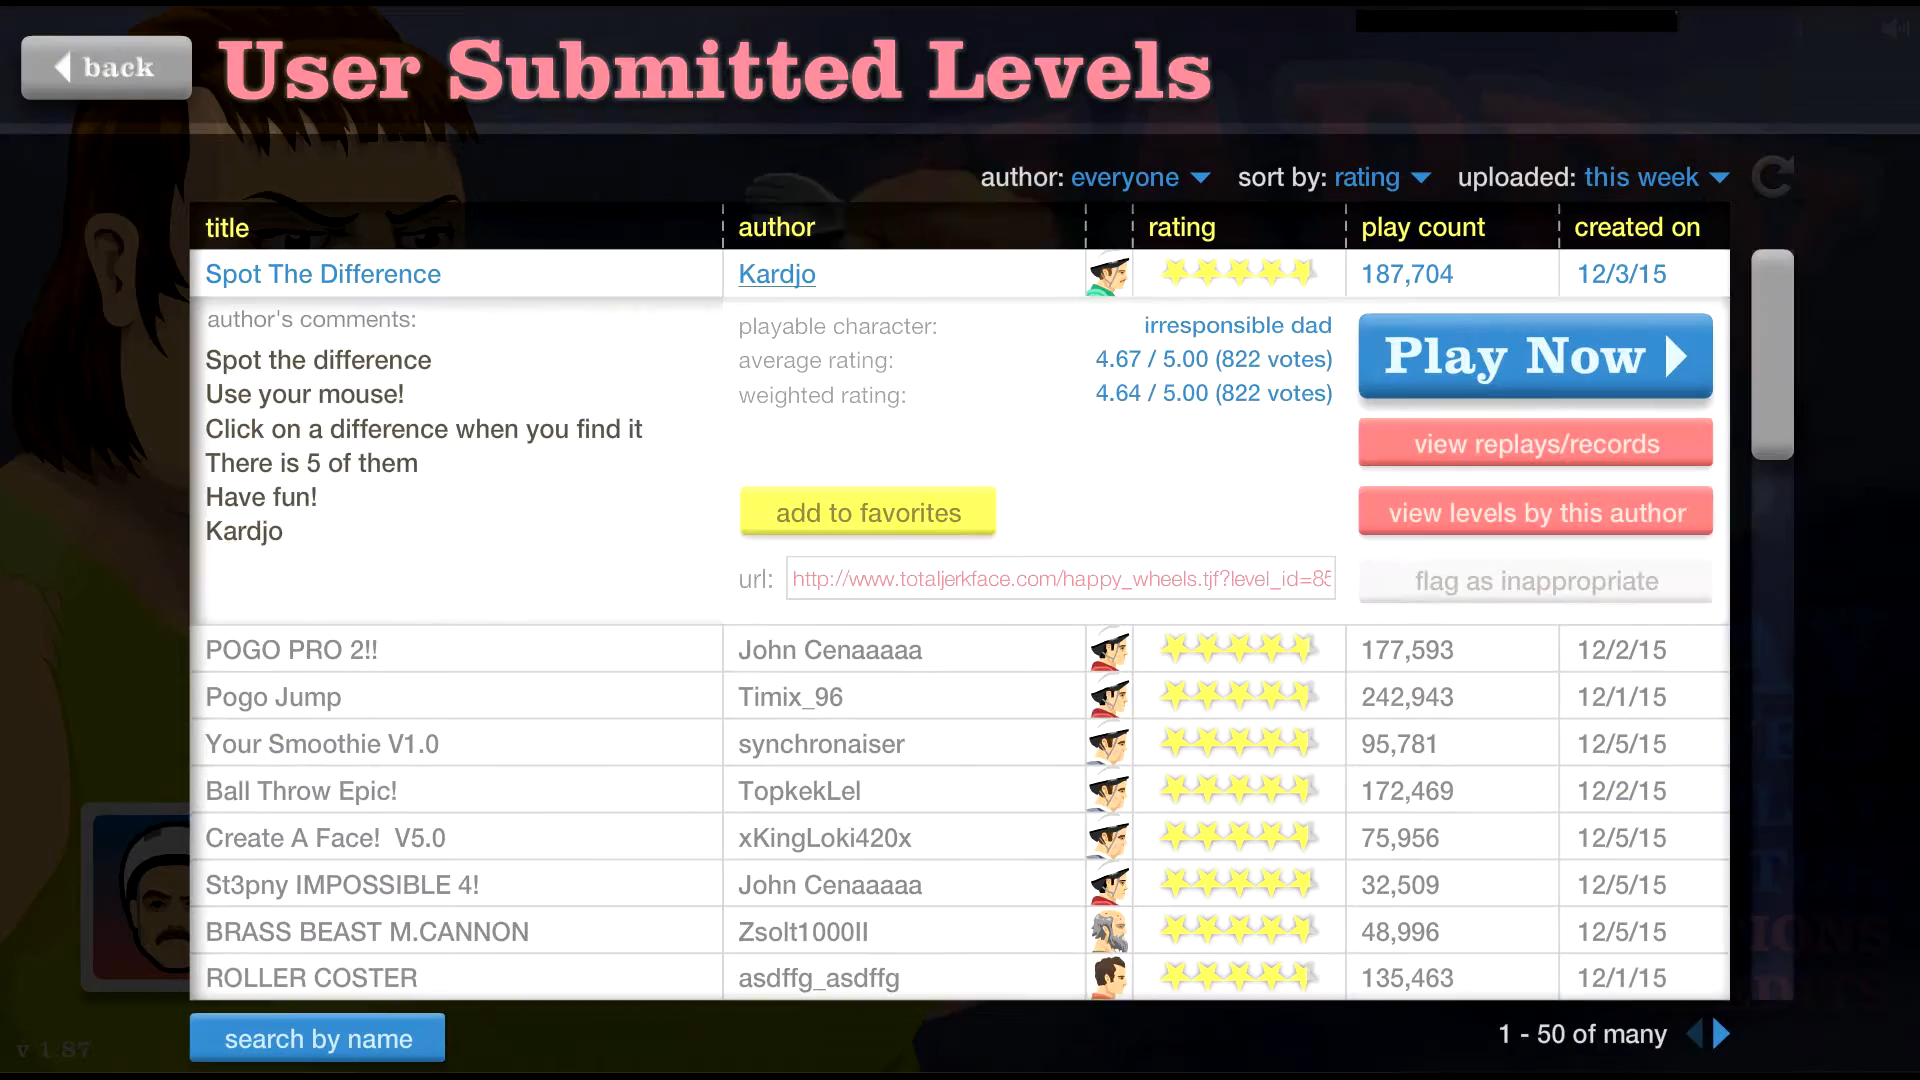 back
User Submitted Levels
author: everyone sort by: rating uploaded: this week
title author rating play count created on
Spot The Difference Kardjo 187,704 12/3/15
author's comments:
Spot the difference
Use your mouse!
Click on a difference when you find it
There is 5 of them
Have fun!
Kardjo
playable character: irresponsible dad
average rating: 4.67 / 5.00 (822 votes)
weighted rating: 4.64 / 5.00 (822 votes)
add to favorites
url: http://www.totaljerkface.com/happy_wheels.tjf?level_id=85
Play Now
view replays/records
view levels by this author
flag as inappropriate
POGO PRO 2!! John Cenaaaaa 177,593 12/2/15
Pogo Jump Timix_96 242,943 12/1/15
Your Smoothie V1.0 synchronaiser 95,781 12/5/15
Ball Throw Epic! TopkekLel 172,469 12/2/15
Create A Face!  V5.0 xKingLoki420x 75,956 12/5/15
St3pny IMPOSSIBLE 4! John Cenaaaaa 32,509 12/5/15
BRASS BEAST M.CANNON Zsolt1000II 48,996 12/5/15
ROLLER COSTER asdffg_asdffg 135,463 12/1/15
search by name
1 - 50 of many
v 1.87